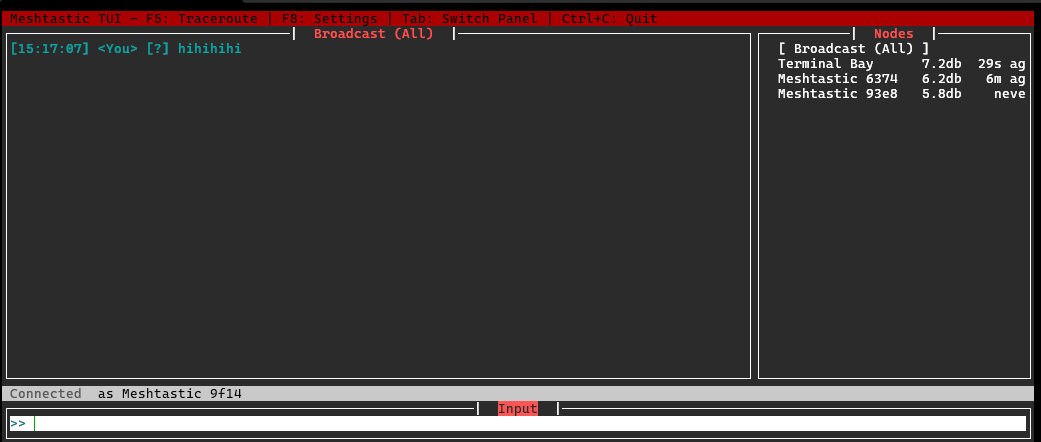 Meshtastic TUI - F5: Traceroute | F8: Settings | Tab: Switch Panel | Ctrl+C: Quit
Broadcast (All)
[15:17:07] <You> [?] hihihihi
Nodes
[ Broadcast (All) ]
Terminal Bay 7.2db 29s ag
Meshtastic 6374 6.2db 6m ag
Meshtastic 93e8 5.8db neve
Connected as Meshtastic 9f14
Input
>>